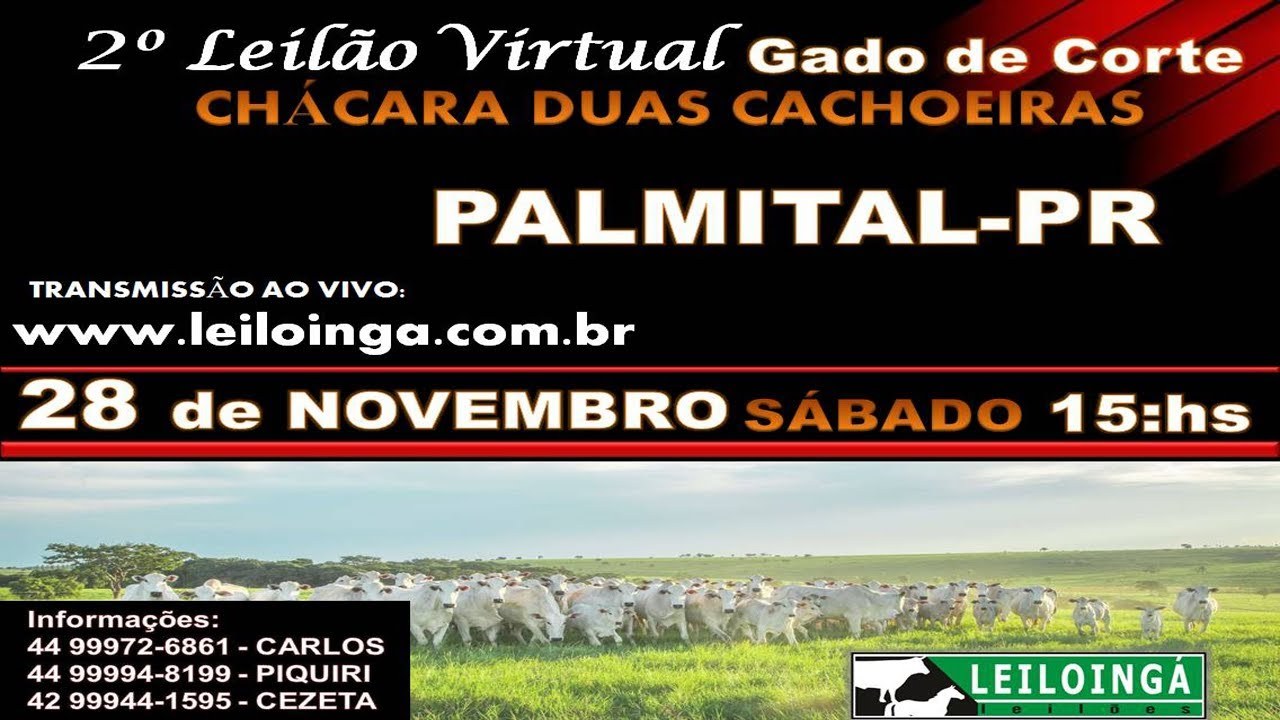 2º Leilão Virtual Gado de Corte
CHÁCARA DUAS CACHOEIRAS
PALMITAL-PR
TRANSMISSÃO AO VIVO:
www.leiloinga.com.br
28 de NOVEMBRO SÁBADO 15:hs
Informações:
44 99972-6861 - CARLOS
44 99994-8199 - PIQUIRI
42 99944-1595 - CEZETA
LEILOINGÁ
leilões